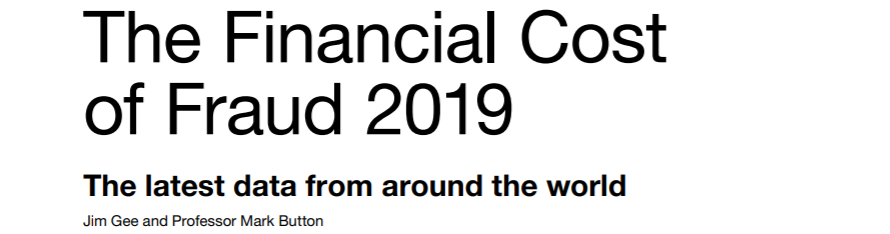 The Financial Cost
of Fraud 2019
The latest data from around the world
Jim Gee and Professor Mark Button